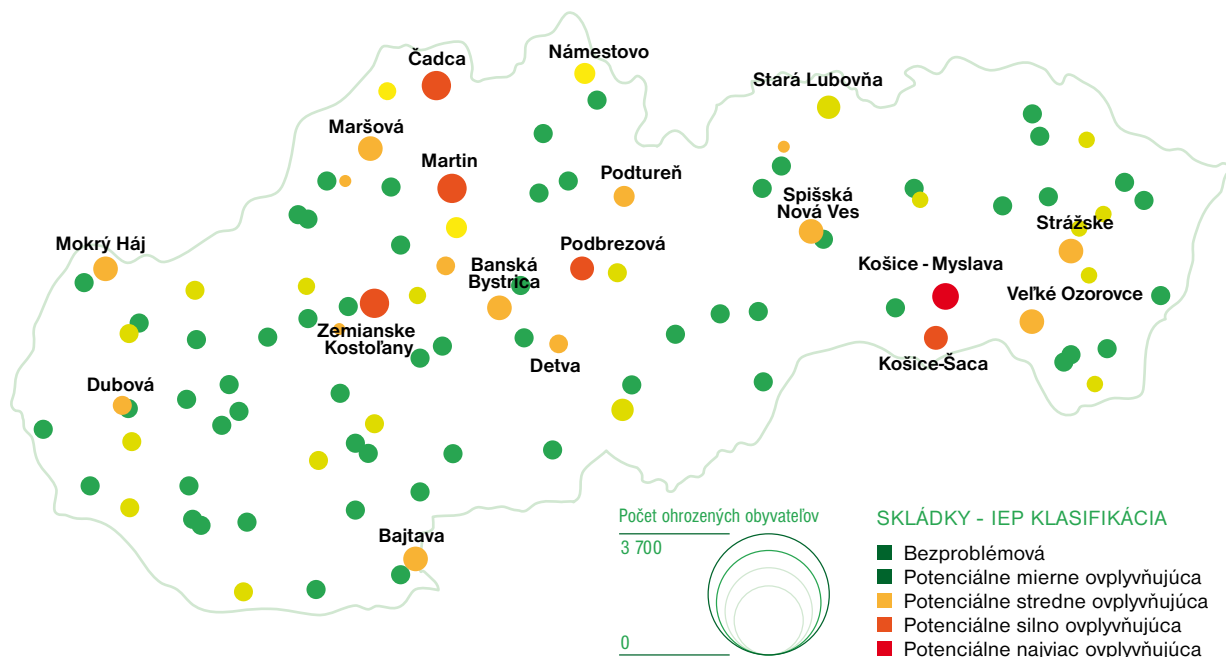 Čadca
Námestovo
Stará Lubovňa
Maršová
Martin
Podtureň
Spišská
Nová Ves
Strážske
Mokrý Háj
Banská
Bystrica
Podbrezová
Košice - Myslava
Veľké Ozorovce
Zemianske
Kostoľany
Detva
Košice-Šaca
Dubová
Bajtava
Počet ohrozených obyvateľov
3 700
0
SKLÁDKY - IEP KLASIFIKÁCIA
Bezproblémová
Potenciálne mierne ovplyvňujúca
Potenciálne stredne ovplyvňujúca
Potenciálne silno ovplyvňujúca
Potenciálne najviac ovplyvňujúca